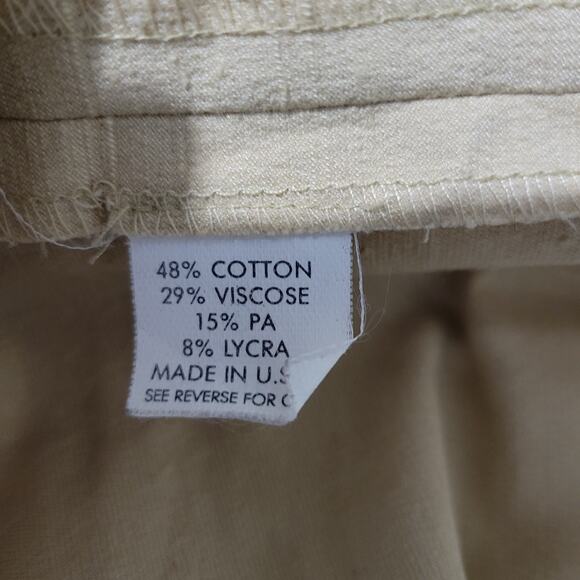 48% COTTON
29% VISCOSE
15% PA
8% LYCRA
MADE IN U.S
SEE REVERSE FOR C